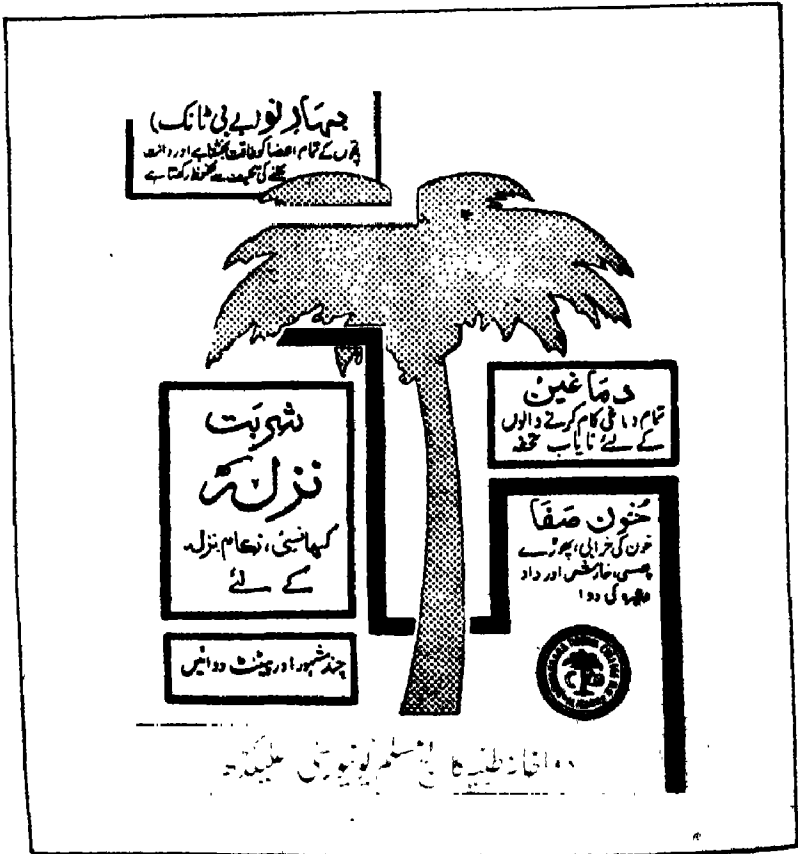 بہار نو (بے بی ٹانک)
بچوں کے تمام اعضا کو طاقت بخشتا ہے اور دانت
نکلنے کی تکلیف سے محفوظ رکھتا ہے
دماغین
تمام دماغی کام کرنے والوں
کے لئے نایاب تحفہ
شربت
نزلہ
کھانسی، زکام، نزلہ
کے لئے
خون صفا
خون کی خرابی، پھوڑے
پھنسی، خارش اور داد
وغیرہ کی دوا
چند مشہور اور پیٹنٹ دوائیں
دواخانہ طبیہ کالج مسلم یونیورسٹی علیگڑھ